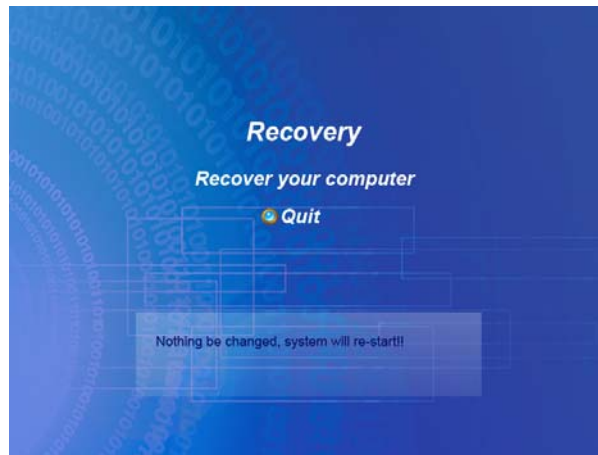 Recovery
Recover your computer
Quit
Nothing be changed, system will re-start!!